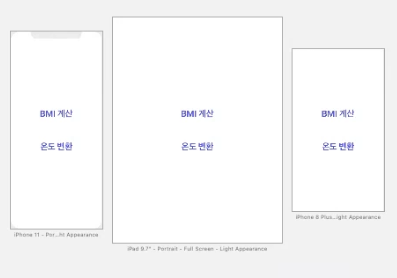 BMI 계산
온도 변환
iPhone 11 - Por...ht Appearance
BMI 계산
온도 변환
iPad 9.7" - Portrait - Full Screen - Light Appearance
BMI 계산
온도 변환
iPhone 8 Plus...ight Appearance